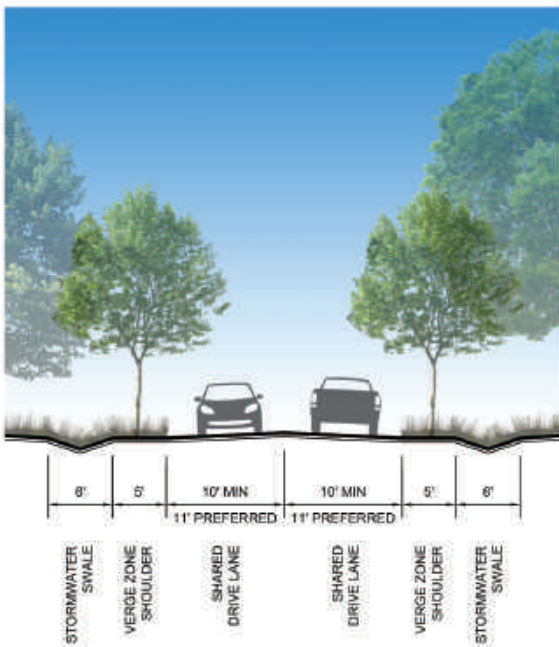 6' 5' 10' MIN 10' MIN 5' 6'
11' PREFERRED 11' PREFERRED
STORMWATER
SWALE
VERGE ZONE
SHOULDER
SHARED
DRIVE LANE
SHARED
DRIVE LANE
VERGE ZONE
SHOULDER
STORMWATER
SWALE